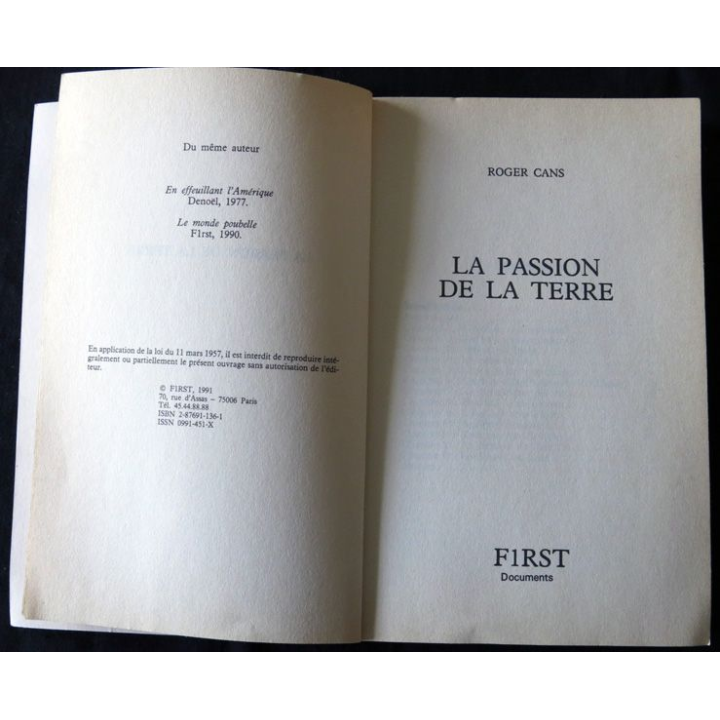 Du même auteur
En effeuillant l'Amérique
Denoël, 1977.
Le monde poubelle
F1rst, 1990.
En application de la loi du 11 mars 1957, il est interdit de reproduire inté-
gralement ou partiellement le présent ouvrage sans autorisation de l'édi-
teur.
© F1RST, 1991
70, rue d'Assas – 75006 Paris
Tél. 45.44.88.88
ISBN 2-87691-136-1
ISSN 0991-451-X
ROGER CANS
LA PASSION
DE LA TERRE
F1RST
Documents